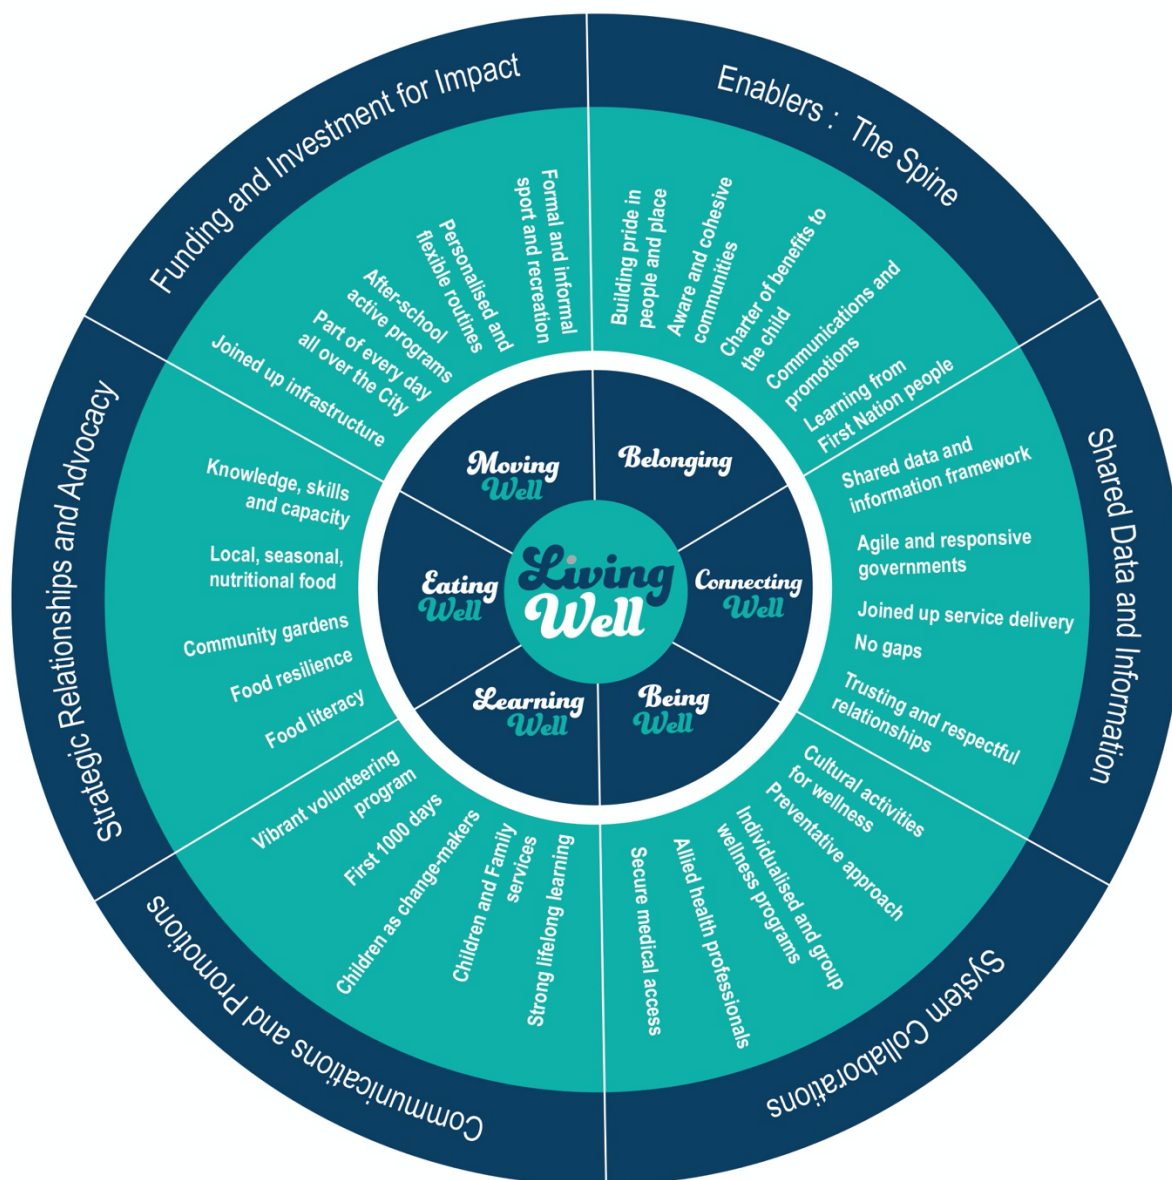 Funding and Investment for Impact
Enablers : The Spine
Shared Data and Information
System Collaborations
Communications and Promotions
Strategic Relationships and Advocacy
Building pride in
people and place
Aware and cohesive
communities
Charter of benefits to
the child
Communications and
promotions
Learning from
First Nation people
Shared data and
information framework
Agile and responsive
governments
Joined up service delivery
No gaps
Trusting and respectful
relationships
Cultural activities
for wellness
Preventative approach
Individualised and group
wellness programs
Allied health professionals
Secure medical access
Strong lifelong learning
Children and Family
services
Children as change-makers
First 1000 days
Vibrant volunteering
program
Food literacy
Food resilience
Community gardens
Local, seasonal,
nutritional food
Knowledge, skills
and capacity
Joined up infrastructure
Part of every day
all over the City
After-school
active programs
Personalised and
flexible routines
Formal and informal
sport and recreation
Moving
Well
Belonging
Connecting
Well
Being
Well
Learning
Well
Eating
Well
Living
Well